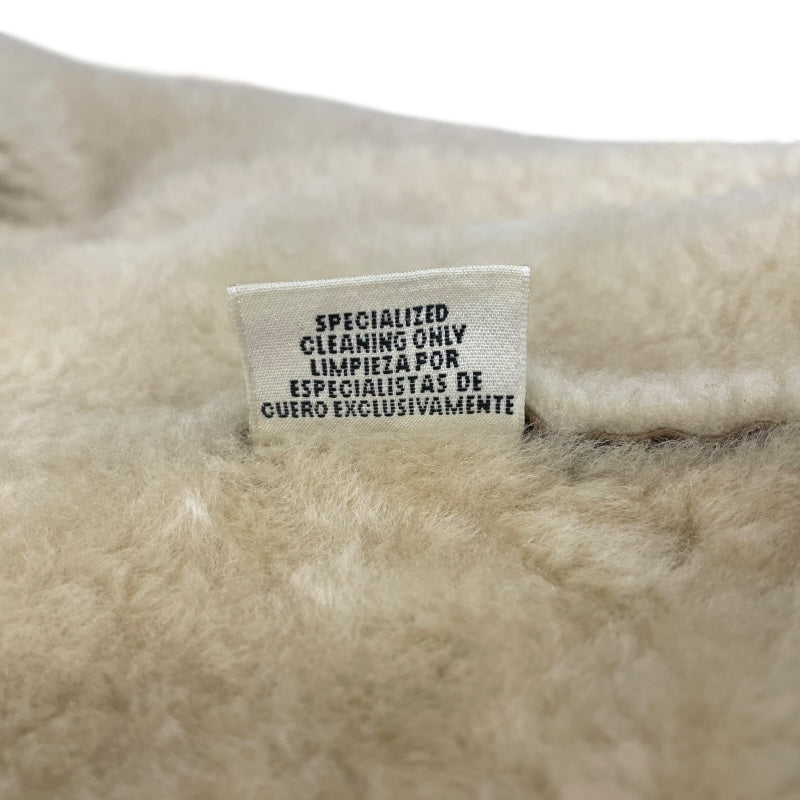 SPECIALIZED
CLEANING ONLY
LIMPIEZA POR
ESPECIALISTAS DE
CUERO EXCLUSIVAMENTE